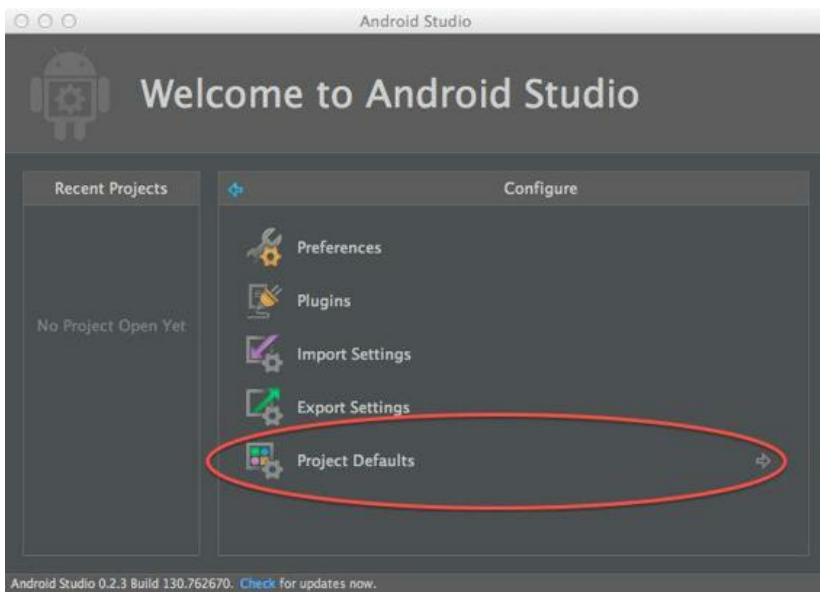 Android Studio
Welcome to Android Studio
Recent Projects
Configure
No Project Open Yet
Preferences
Plugins
Import Settings
Export Settings
Project Defaults
Android Studio 0.2.3 Build 130.762670. Check for updates now.